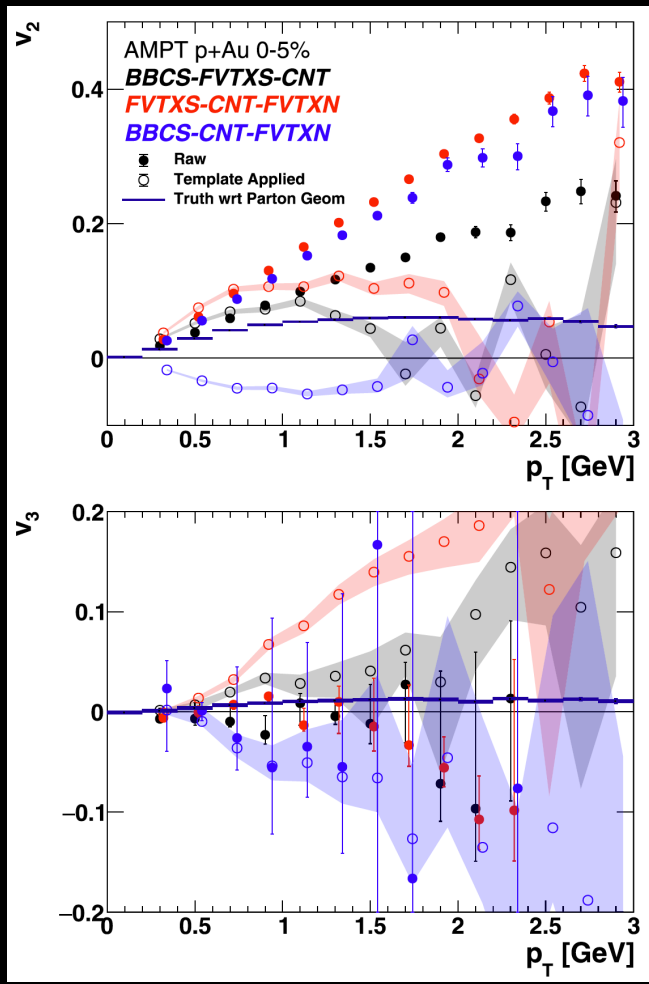 v2
AMPT p+Au 0-5%
BBCS-FVTXS-CNT
FVTXS-CNT-FVTXN
BBCS-CNT-FVTXN
Raw
Template Applied
Truth wrt Parton Geom
0.4
0.2
0
0 0.5 1 1.5 2 2.5 3
pT [GeV]
v3
0.2
0.1
0
−0.1
−0.2
0 0.5 1 1.5 2 2.5 3
pT [GeV]